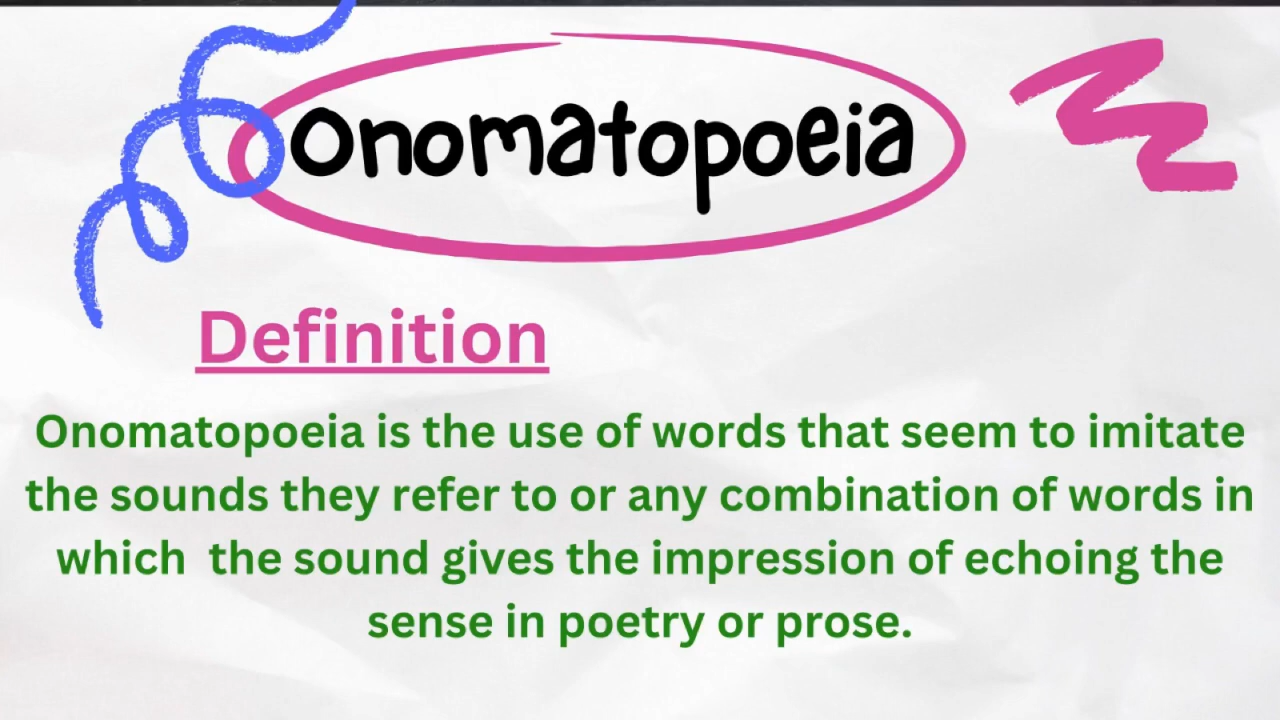 Onomatopoeia
Definition
Onomatopoeia is the use of words that seem to imitate
the sounds they refer to or any combination of words in
which  the sound gives the impression of echoing the
sense in poetry or prose.